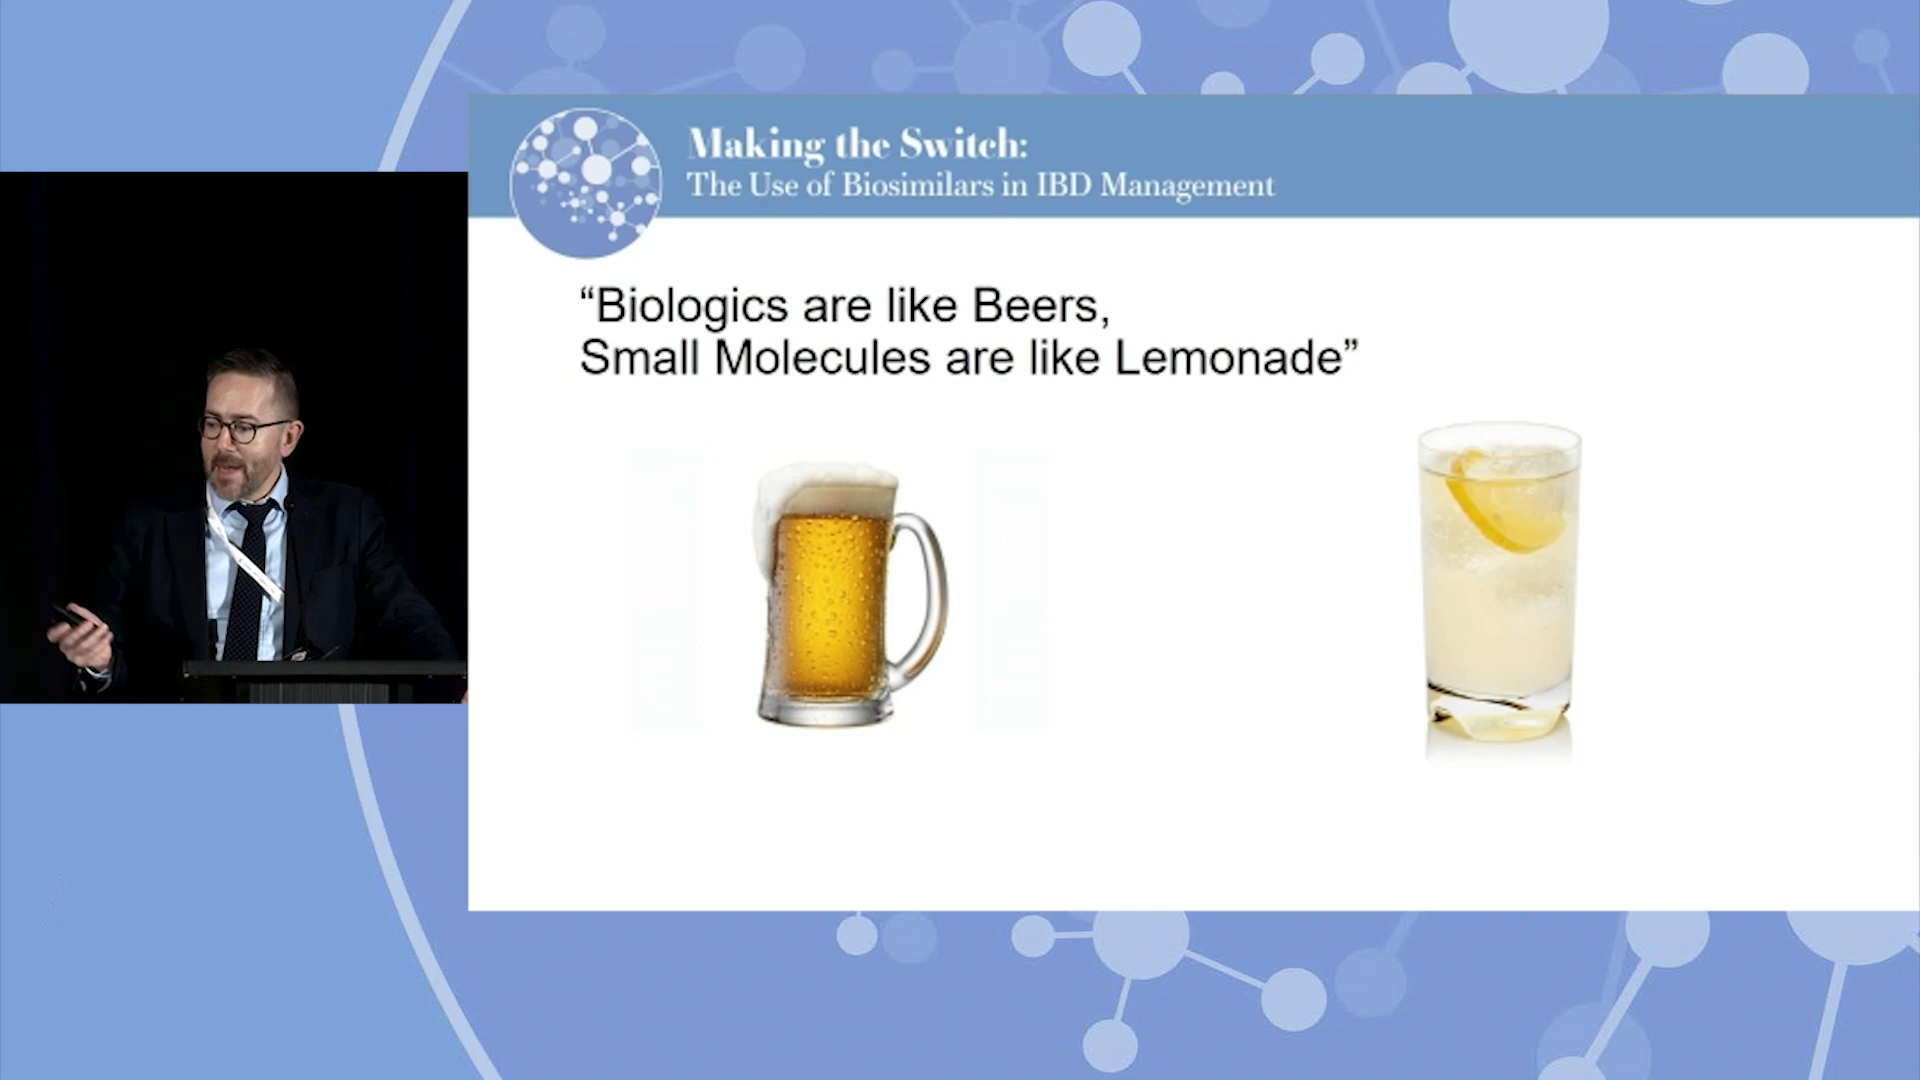 Making the Switch:
The Use of Biosimilars in IBD Management
“Biologics are like Beers,
Small Molecules are like Lemonade”